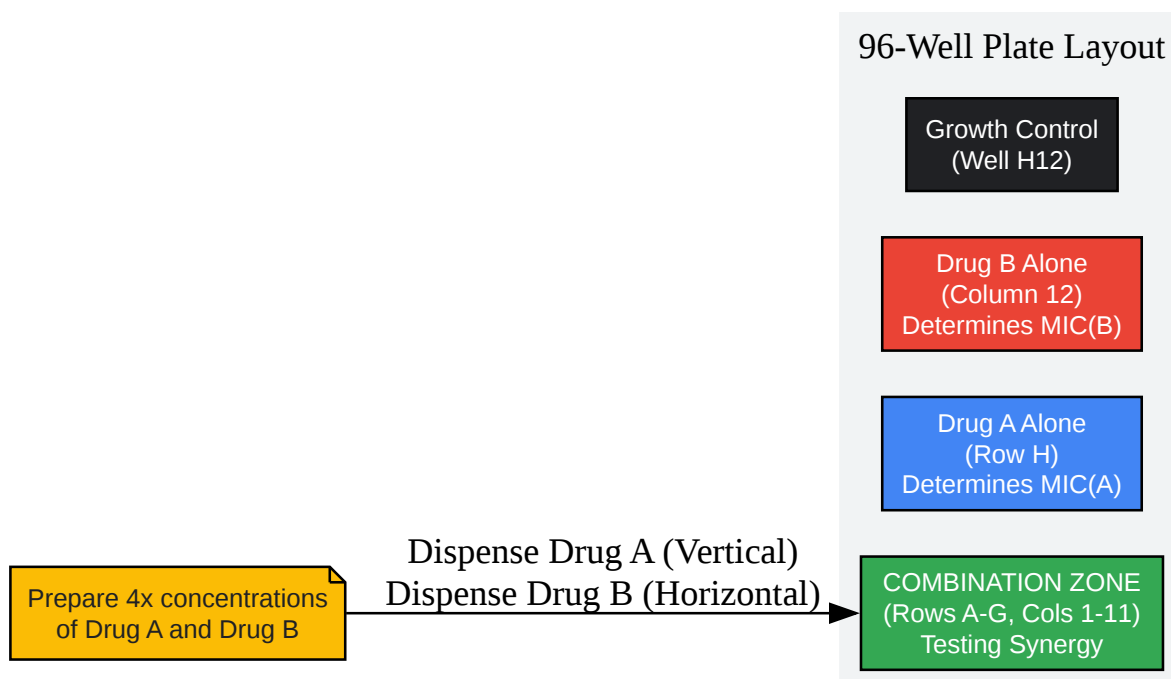 96-Well Plate Layout
Growth Control
(Well H12)
Drug B Alone
(Column 12)
Determines MIC(B)
Drug A Alone
(Row H)
Determines MIC(A)
Dispense Drug A (Vertical)
Dispense Drug B (Horizontal)
Prepare 4x concentrations
of Drug A and Drug B
COMBINATION ZONE
(Rows A-G, Cols 1-11)
Testing Synergy